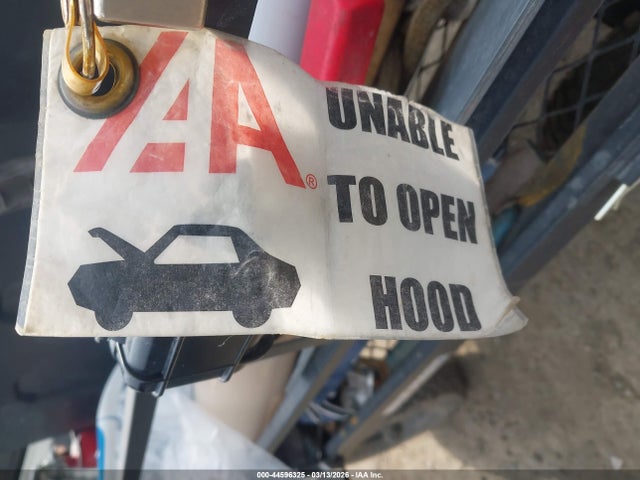 IAA®
UNABLE
TO OPEN
HOOD
000-44596325 - 03/13/2026 - IAA Inc.